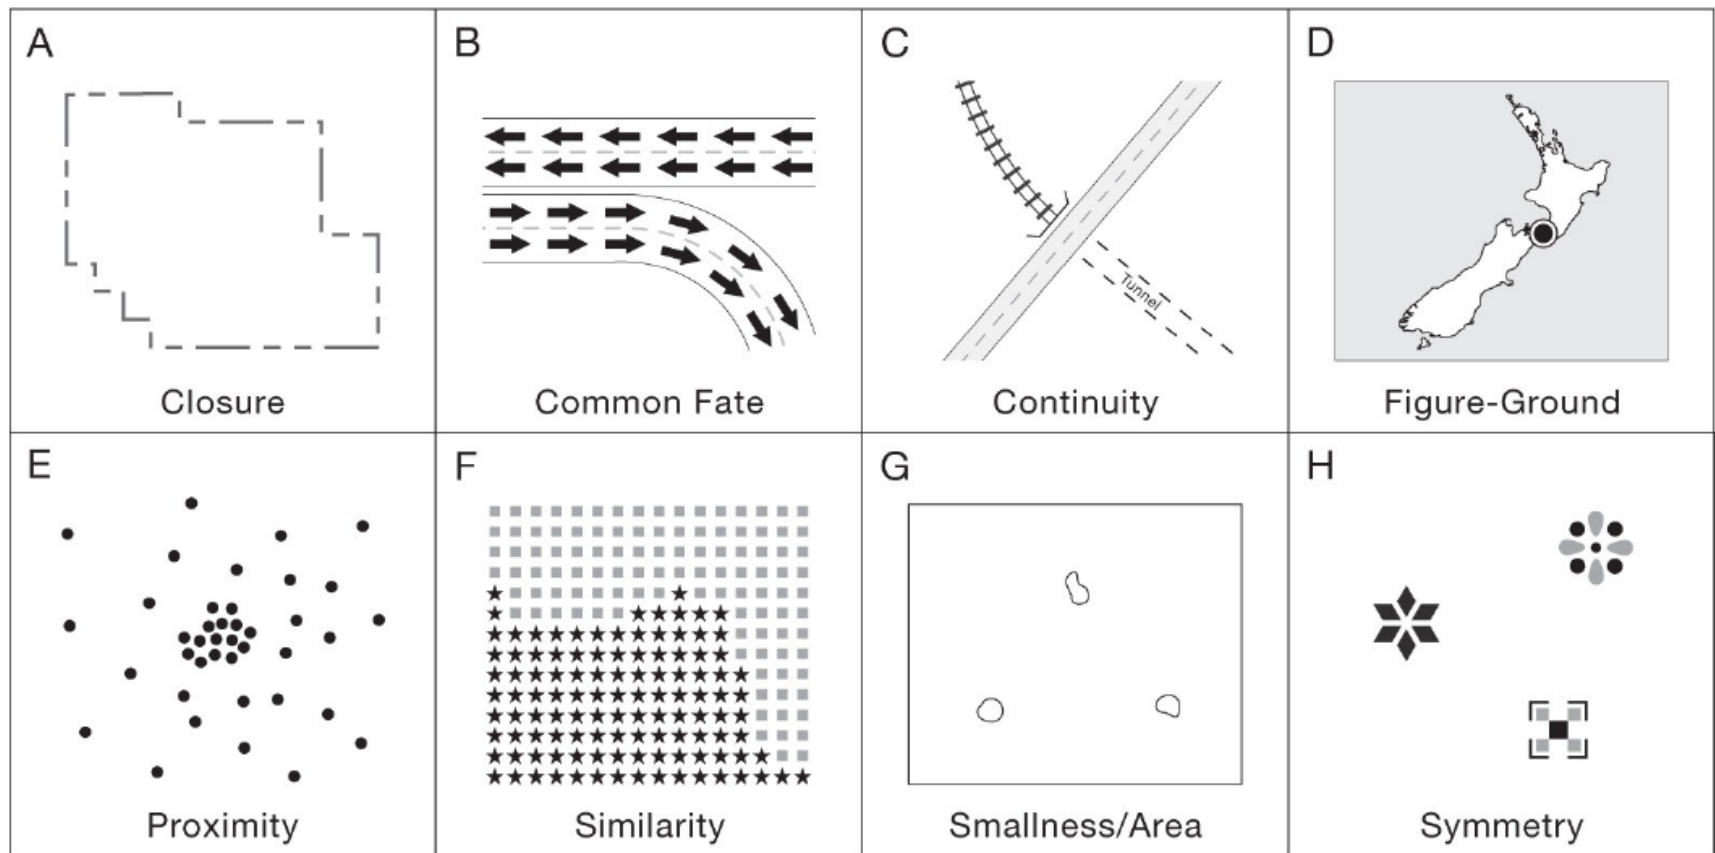 A
Closure
B
Common Fate
C
Tunnel
Continuity
D
Figure-Ground
E
Proximity
F
Similarity
G
Smallness/Area
H
Symmetry